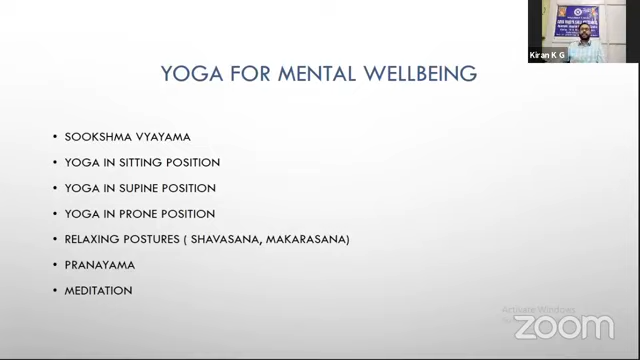 Kiran K G
YOGA FOR MENTAL WELLBEING
• SOOKSHMA VYAYAMA
• YOGA IN SITTING POSITION
• YOGA IN SUPINE POSITION
• YOGA IN PRONE POSITION
• RELAXING POSTURES ( SHAVASANA, MAKARASANA)
• PRANAYAMA
• MEDITATION
Activate Windows
zoom